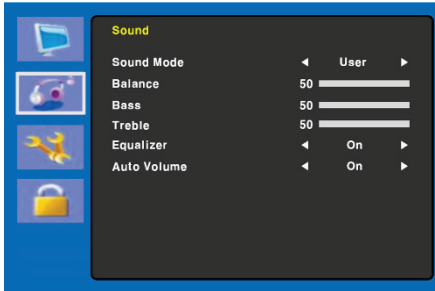 Sound
Sound Mode ◀ User ▶
Balance 50
Bass 50
Treble 50
Equalizer ◀ On ▶
Auto Volume ◀ On ▶